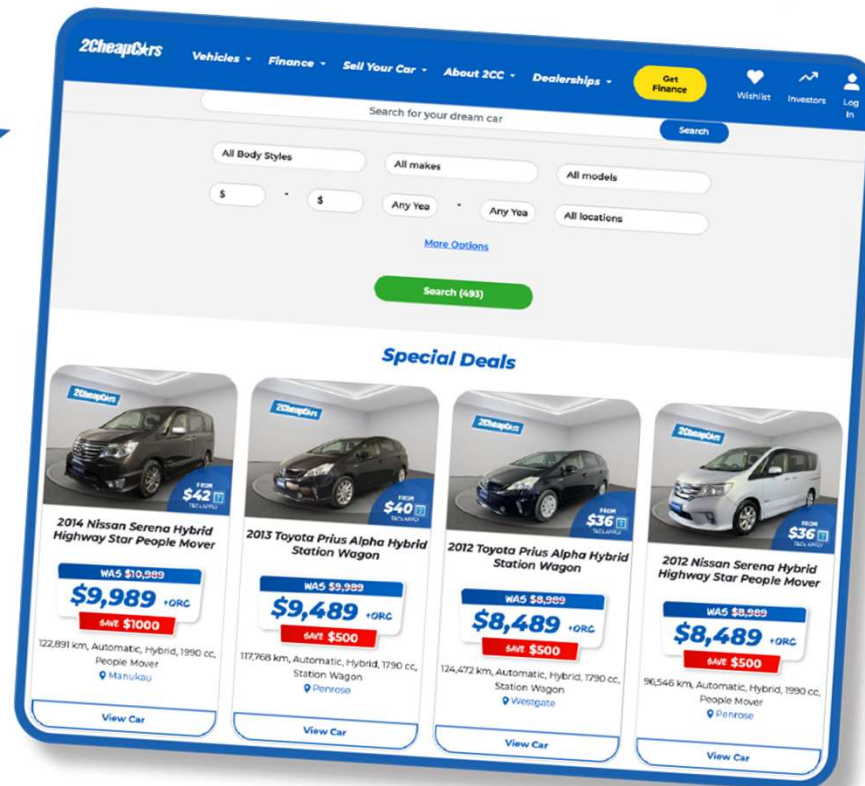 2CheapCars
Vehicles
Finance
Sell Your Car
About 2CC
Dealerships
Get
Finance
Wishlist
Investors
Log
In
Search for your dream car
Search
All Body Styles
All makes
All models
$ - $
Any Yea - Any Yea
All locations
More Options
Search (493)
Special Deals
2CheapCars
FROM
$42 ?
T&C's APPLY
2014 Nissan Serena Hybrid
Highway Star People Mover
WAS $10,989
$9,989 +ORC
SAVE $1000
122,891 km, Automatic, Hybrid, 1990 cc,
People Mover
Manukau
View Car
2CheapCars
FROM
$40 ?
T&C's APPLY
2013 Toyota Prius Alpha Hybrid
Station Wagon
WAS $9,989
$9,489 +ORC
SAVE $500
117,768 km, Automatic, Hybrid, 1790 cc,
Station Wagon
Penrose
View Car
2CheapCars
FROM
$36 ?
T&C's APPLY
2012 Toyota Prius Alpha Hybrid
Station Wagon
WAS $8,989
$8,489 +ORC
SAVE $500
124,472 km, Automatic, Hybrid, 1790 cc,
Station Wagon
Westgate
View Car
2CheapCars
FROM
$36 ?
T&C's APPLY
2012 Nissan Serena Hybrid
Highway Star People Mover
WAS $8,989
$8,489 +ORC
SAVE $500
96,546 km, Automatic, Hybrid, 1990 cc,
People Mover
Penrose
View Car